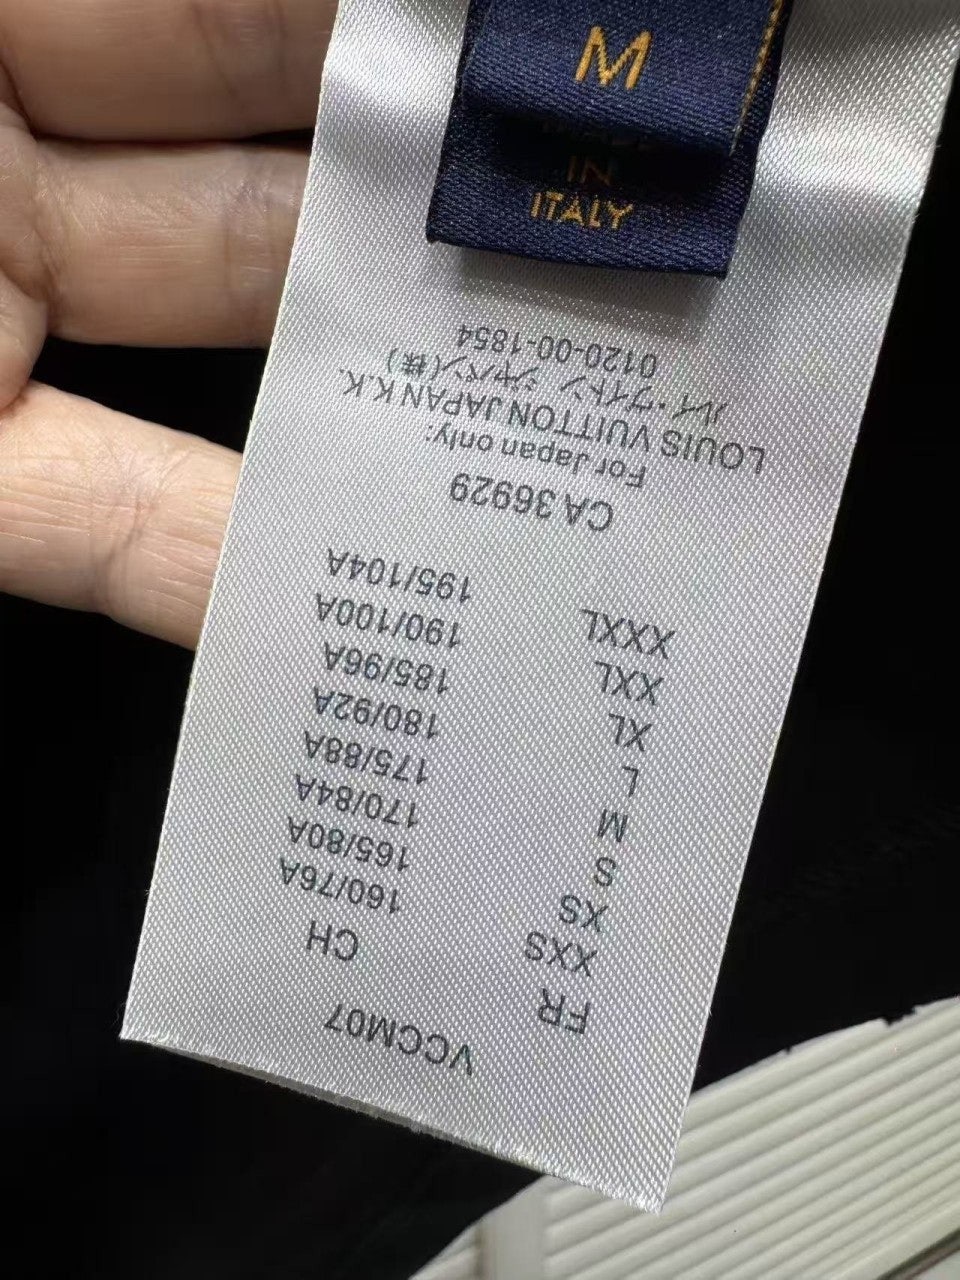 M
IN
ITALY
VCCM07
FR CH
XXS 160/76A
XS 165/80A
S 170/84A
M 175/88A
L 180/92A
XL 185/96A
XXL 190/100A
XXXL 195/104A
CA 36929
For Japan only:
LOUIS VUITTON JAPAN K.K.
ルイ・ヴィトン ジャパン(株)
0120-00-1854